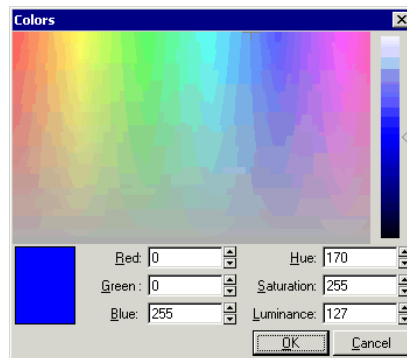 Colors
Red: 0 Hue: 170
Green : 0 Saturation: 255
Blue: 255 Luminance: 127
OK Cancel